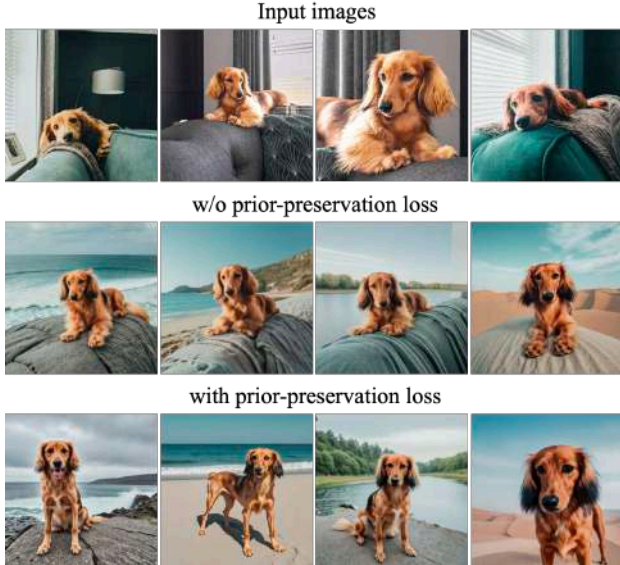 Input images
w/o prior-preservation loss
with prior-preservation loss